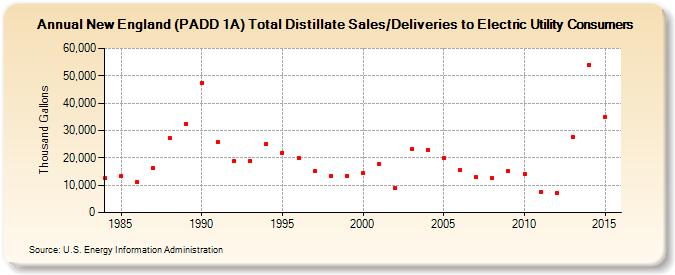 Annual New England (PADD 1A) Total Distillate Sales/Deliveries to Electric Utility Consumers
Thousand Gallons
60,000
50,000
40,000
30,000
20,000
10,000
0
1985 1990 1995 2000 2005 2010 2015
Source: U.S. Energy Information Administration